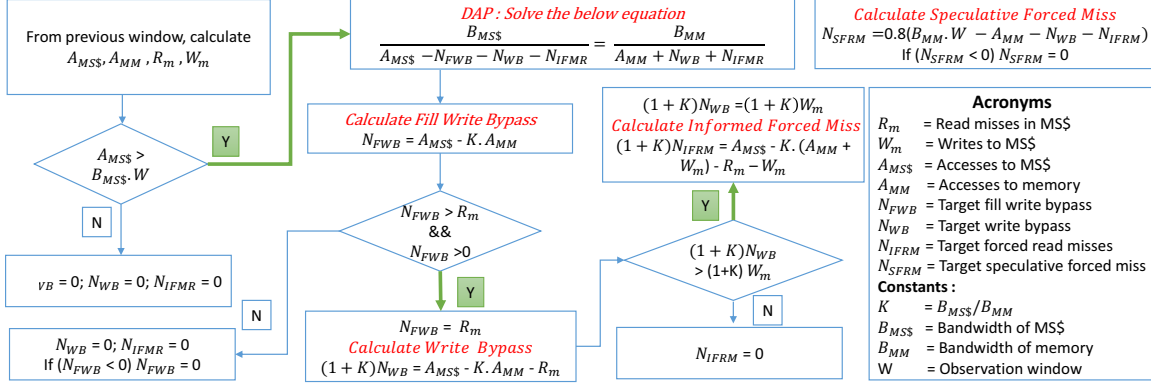 From previous window, calculate
A_{MS$}, A_{MM} , R_m , W_m
A_{MS$} >
B_{MS$}. W
Y
N
vB = 0; N_{WB} = 0; N_{IFMR} = 0
N
N_{WB} = 0; N_{IFMR} = 0
If (N_{FWB} < 0) N_{FWB} = 0
DAP : Solve the below equation
B_{MS$} / (A_{MS$} – N_{FWB} – N_{WB} – N_{IFMR}) = B_{MM} / (A_{MM} + N_{WB} + N_{IFMR})
Calculate Fill Write Bypass
N_{FWB} = A_{MS$} - K. A_{MM}
N_{FWB} > R_m
&&
N_{FWB} >0
Y
N_{FWB} = R_m
Calculate Write Bypass
(1 + K)N_{WB} = A_{MS$} - K. A_{MM} - R_m
(1 + K)N_{WB} =(1 + K)W_m
Calculate Informed Forced Miss
(1 + K)N_{IFRM} = A_{MS$} - K. (A_{MM} +
W_m) - R_m – W_m
Y
(1 + K)N_{WB}
> (1+K) W_m
N
N_{IFRM} = 0
Calculate Speculative Forced Miss
N_{SFRM} =0.8(B_{MM}. W – A_{MM} – N_{WB} – N_{IFRM})
If (N_{SFRM} < 0) N_{SFRM} = 0
Acronyms
R_m = Read misses in MS$
W_m = Writes to MS$
A_{MS$} = Accesses to MS$
A_{MM} = Accesses to memory
N_{FWB} = Target fill write bypass
N_{WB} = Target write bypass
N_{IFRM} = Target forced read misses
N_{SFRM} = Target speculative forced miss
Constants :
K = B_{MS$}/B_{MM}
B_{MS$} = Bandwidth of MS$
B_{MM} = Bandwidth of memory
W = Observation window